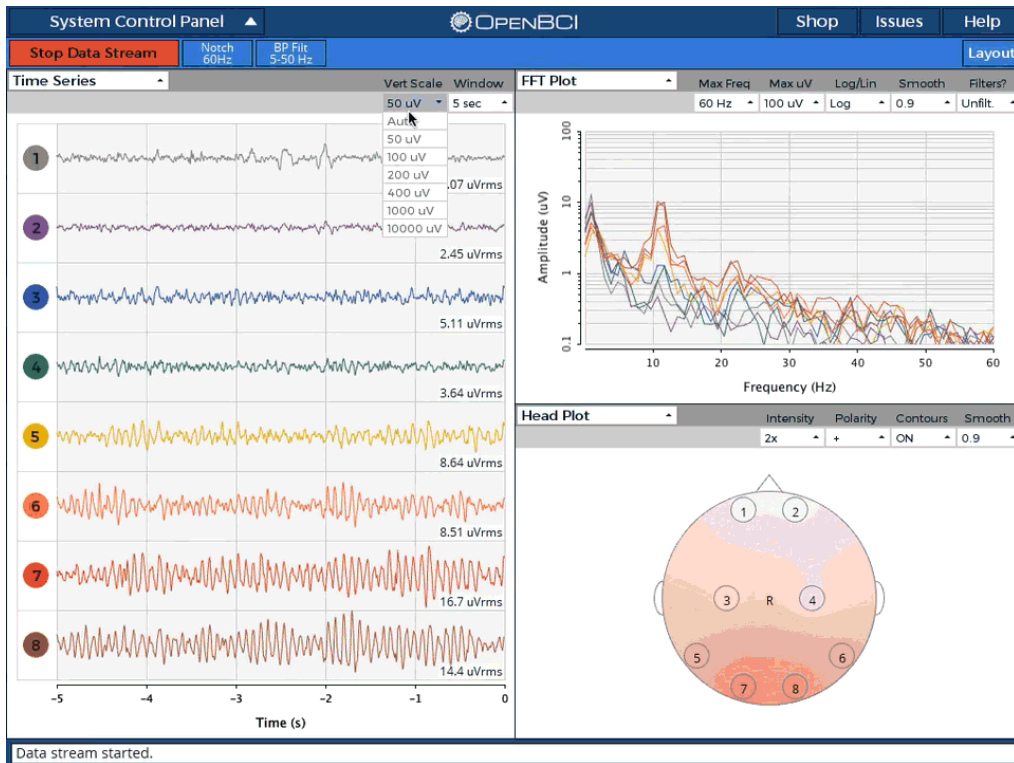 System Control Panel
OPENBCI
Shop Issues Help
Stop Data Stream
Notch
60Hz
BP Filt
5-50 Hz
Layout
Time Series
Vert Scale Window
50 uV 5 sec
Auto
50 uV
100 uV
200 uV
400 uV
1000 uV
10000 uV
1
.07 uVrms
2
2.45 uVrms
3
5.11 uVrms
4
3.64 uVrms
5
8.64 uVrms
6
8.51 uVrms
7
16.7 uVrms
8
14.4 uVrms
-5 -4 -3 -2 -1 0
Time (s)
FFT Plot
Max Freq Max uV Log/Lin Smooth Filters?
60 Hz 100 uV Log 0.9 Unfilt.
100
10
1
0.1
Amplitude (uV)
10 20 30 40 50 60
Frequency (Hz)
Head Plot
Intensity Polarity Contours Smooth
2x + ON 0.9
1 2
3 R 4
5 6
7 8
Data stream started.